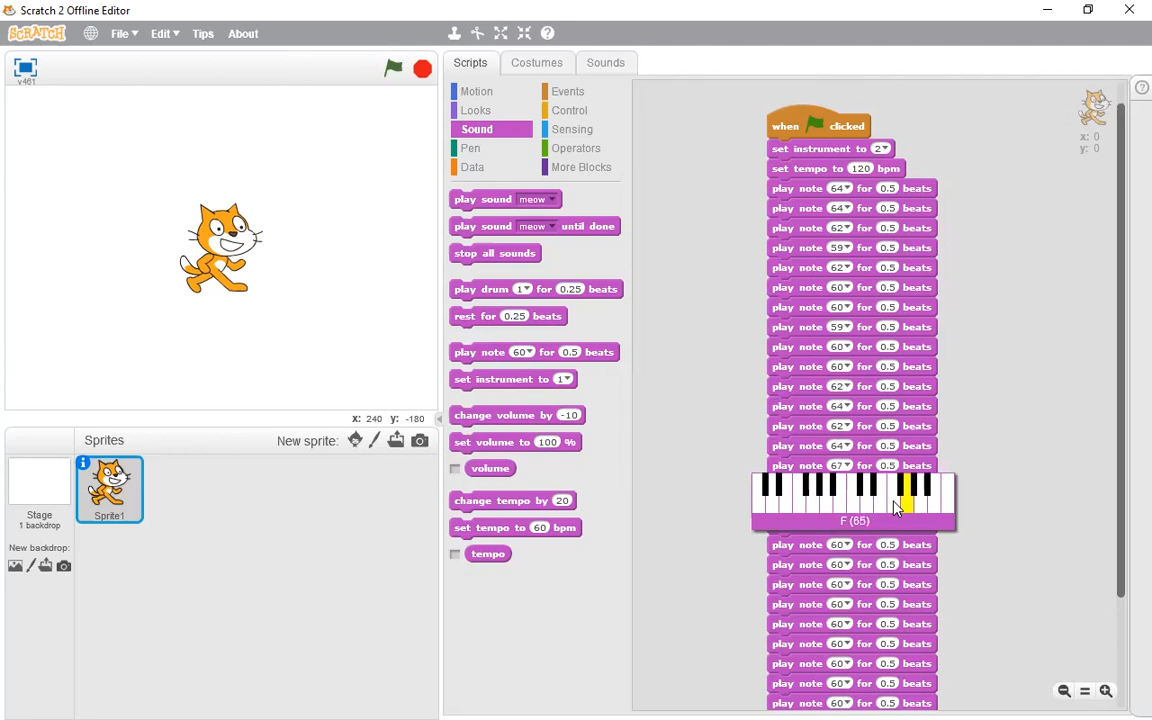 Scratch 2 Offline Editor
SCRATCH File Edit Tips About
v461
Scripts Costumes Sounds
Motion Events
Looks Control
Sound Sensing
Pen Operators
Data More Blocks
play sound meow
play sound meow until done
stop all sounds
play drum 1 for 0.25 beats
rest for 0.25 beats
play note 60 for 0.5 beats
set instrument to 1
change volume by -10
set volume to 100 %
volume
change tempo by 20
set tempo to 60 bpm
tempo
x: 240 y: -180
Sprites New sprite:
Stage
1 backdrop
New backdrop:
Sprite1
when clicked
set instrument to 2
set tempo to 120 bpm
play note 64 for 0.5 beats
play note 64 for 0.5 beats
play note 62 for 0.5 beats
play note 59 for 0.5 beats
play note 62 for 0.5 beats
play note 60 for 0.5 beats
play note 60 for 0.5 beats
play note 59 for 0.5 beats
play note 60 for 0.5 beats
play note 60 for 0.5 beats
play note 62 for 0.5 beats
play note 64 for 0.5 beats
play note 62 for 0.5 beats
play note 64 for 0.5 beats
play note 67 for 0.5 beats
F (65)
play note 60 for 0.5 beats
play note 60 for 0.5 beats
play note 60 for 0.5 beats
play note 60 for 0.5 beats
play note 60 for 0.5 beats
play note 60 for 0.5 beats
play note 60 for 0.5 beats
play note 60 for 0.5 beats
play note 60 for 0.5 beats
x: 0
y: 0